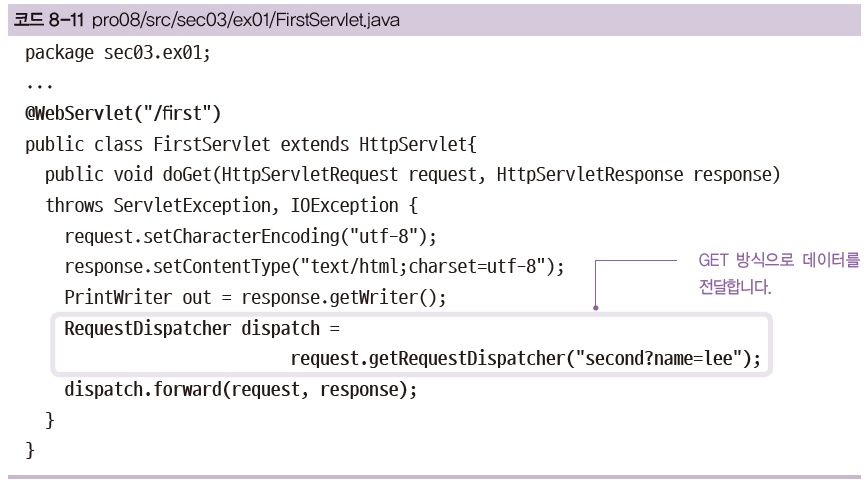 코드 8-11 pro08/src/sec03/ex01/FirstServlet.java
package sec03.ex01;
...
@WebServlet("/first")
public class FirstServlet extends HttpServlet{
public void doGet(HttpServletRequest request, HttpServletResponse response)
throws ServletException, IOException {
request.setCharacterEncoding("utf-8");
response.setContentType("text/html;charset=utf-8");
GET 방식으로 데이터를
전달합니다.
PrintWriter out = response.getWriter();
RequestDispatcher dispatch =
request.getRequestDispatcher("second?name=lee");
dispatch.forward(request, response);
}
}